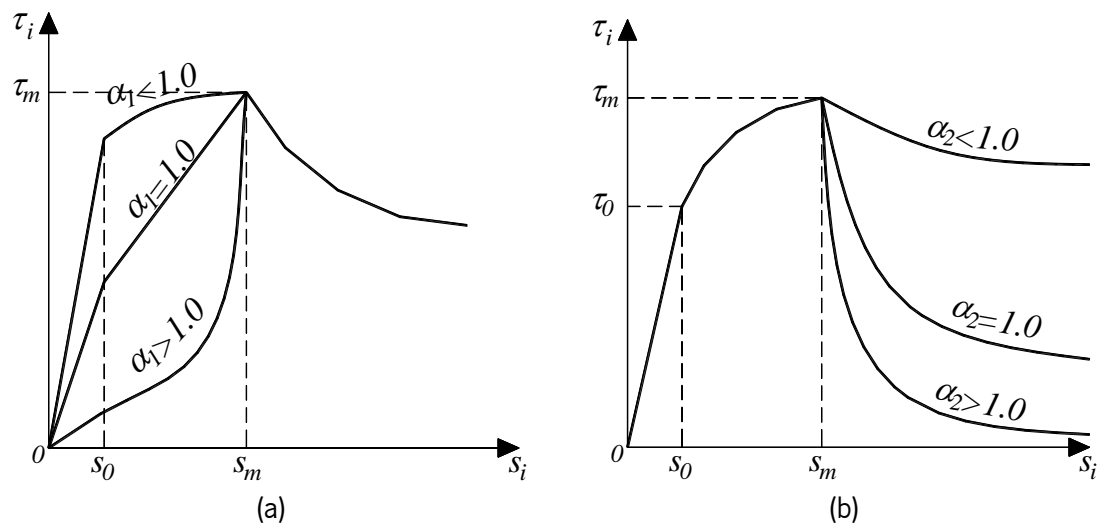 τᵢ
τₘ
α₁≤1.0
α₁=1.0
α₁>1.0
0
s₀
sₘ
sᵢ
(a)
τᵢ
τₘ
τ₀
α₂<1.0
α₂=1.0
α₂>1.0
0
s₀
sₘ
sᵢ
(b)